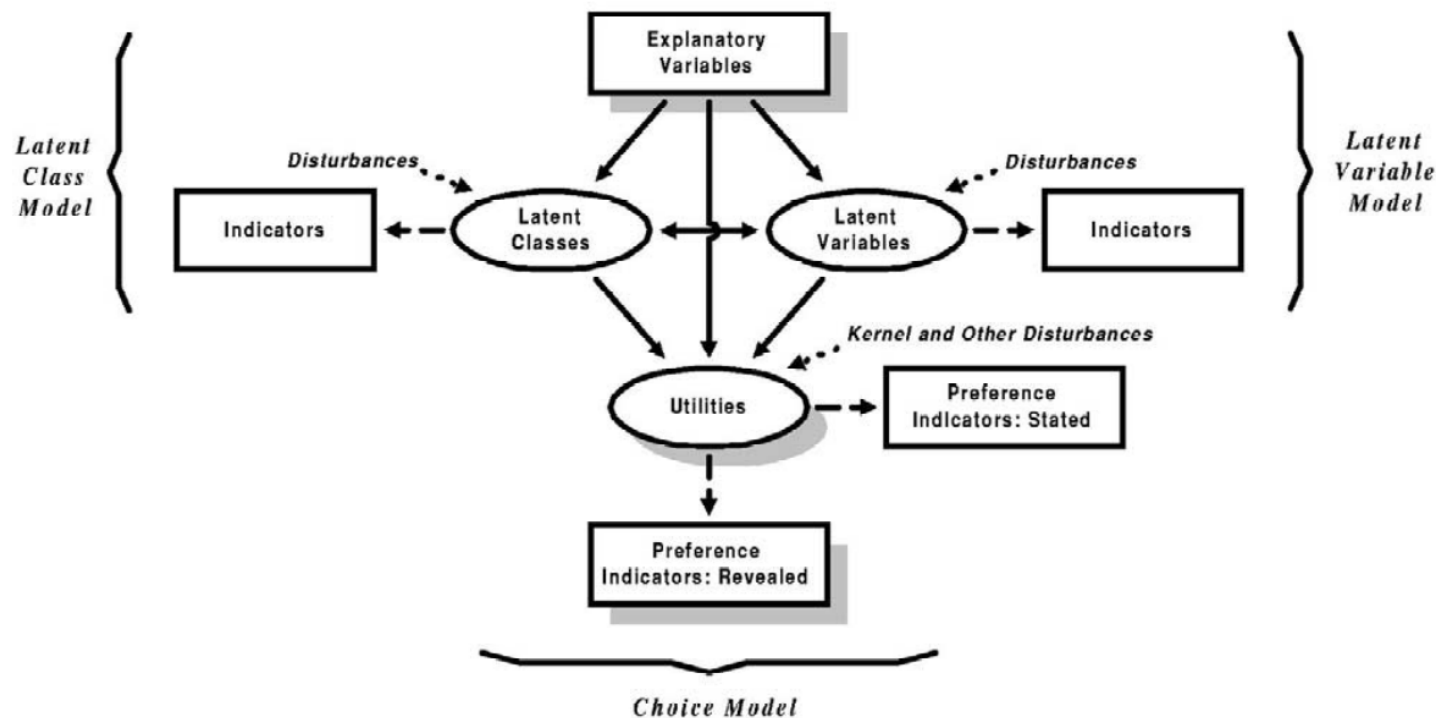 Explanatory
Variables
Latent
Class
Model
Disturbances
Disturbances
Latent
Variable
Model
Indicators
Latent
Classes
Latent
Variables
Indicators
Kernel and Other Disturbances
Utilities
Preference
Indicators: Stated
Preference
Indicators: Revealed
Choice Model